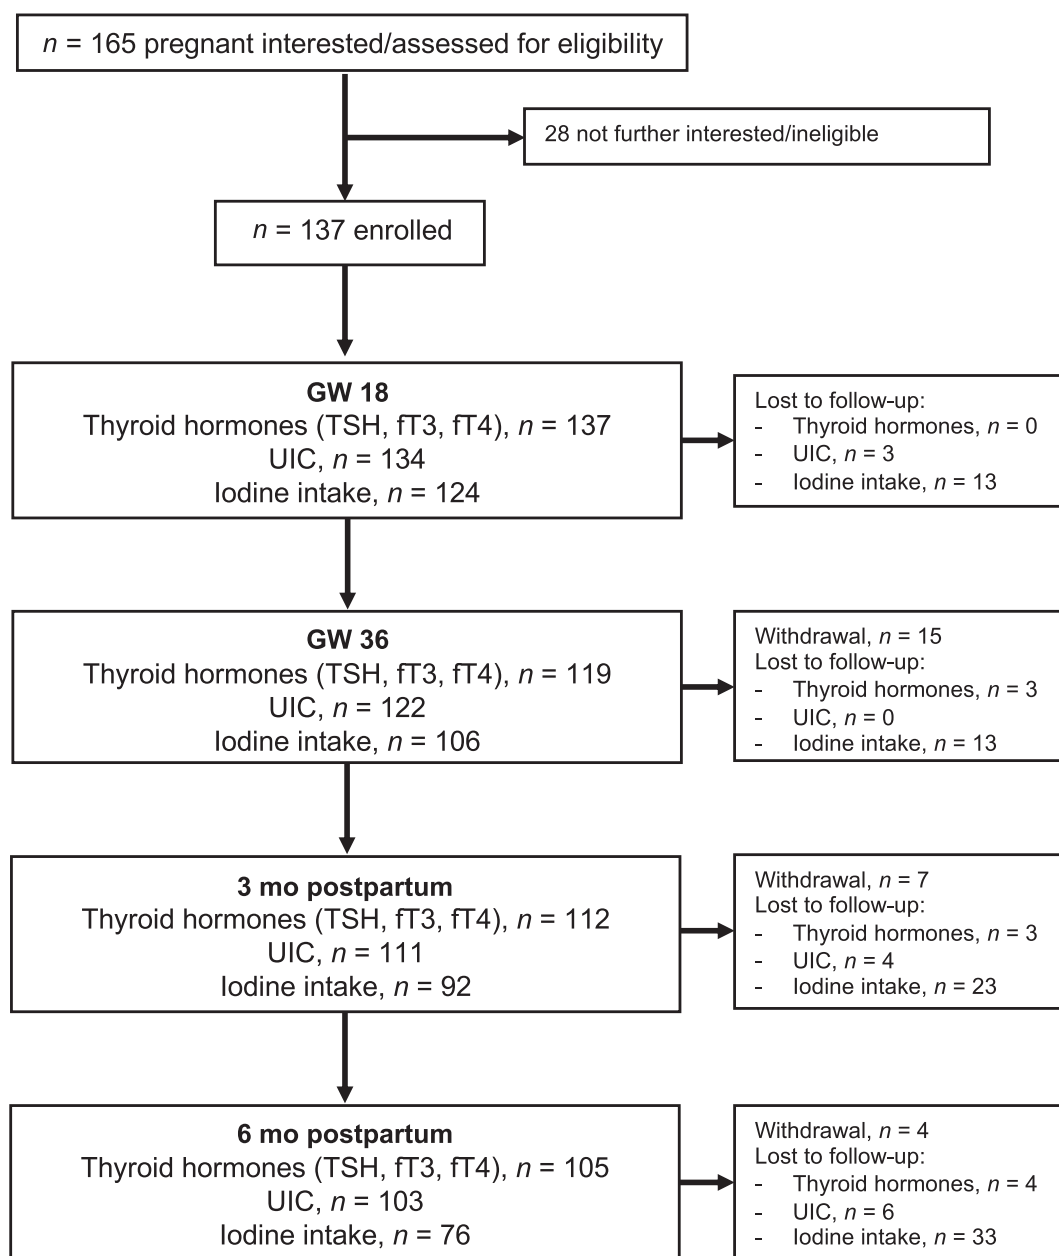 n = 165 pregnant interested/assessed for eligibility
28 not further interested/ineligible
n = 137 enrolled
GW 18
Thyroid hormones (TSH, fT3, fT4), n = 137
UIC, n = 134
Iodine intake, n = 124
Lost to follow-up:
- Thyroid hormones, n = 0
- UIC, n = 3
- Iodine intake, n = 13
GW 36
Thyroid hormones (TSH, fT3, fT4), n = 119
UIC, n = 122
Iodine intake, n = 106
Withdrawal, n = 15
Lost to follow-up:
- Thyroid hormones, n = 3
- UIC, n = 0
- Iodine intake, n = 13
3 mo postpartum
Thyroid hormones (TSH, fT3, fT4), n = 112
UIC, n = 111
Iodine intake, n = 92
Withdrawal, n = 7
Lost to follow-up:
- Thyroid hormones, n = 3
- UIC, n = 4
- Iodine intake, n = 23
6 mo postpartum
Thyroid hormones (TSH, fT3, fT4), n = 105
UIC, n = 103
Iodine intake, n = 76
Withdrawal, n = 4
Lost to follow-up:
- Thyroid hormones, n = 4
- UIC, n = 6
- Iodine intake, n = 33